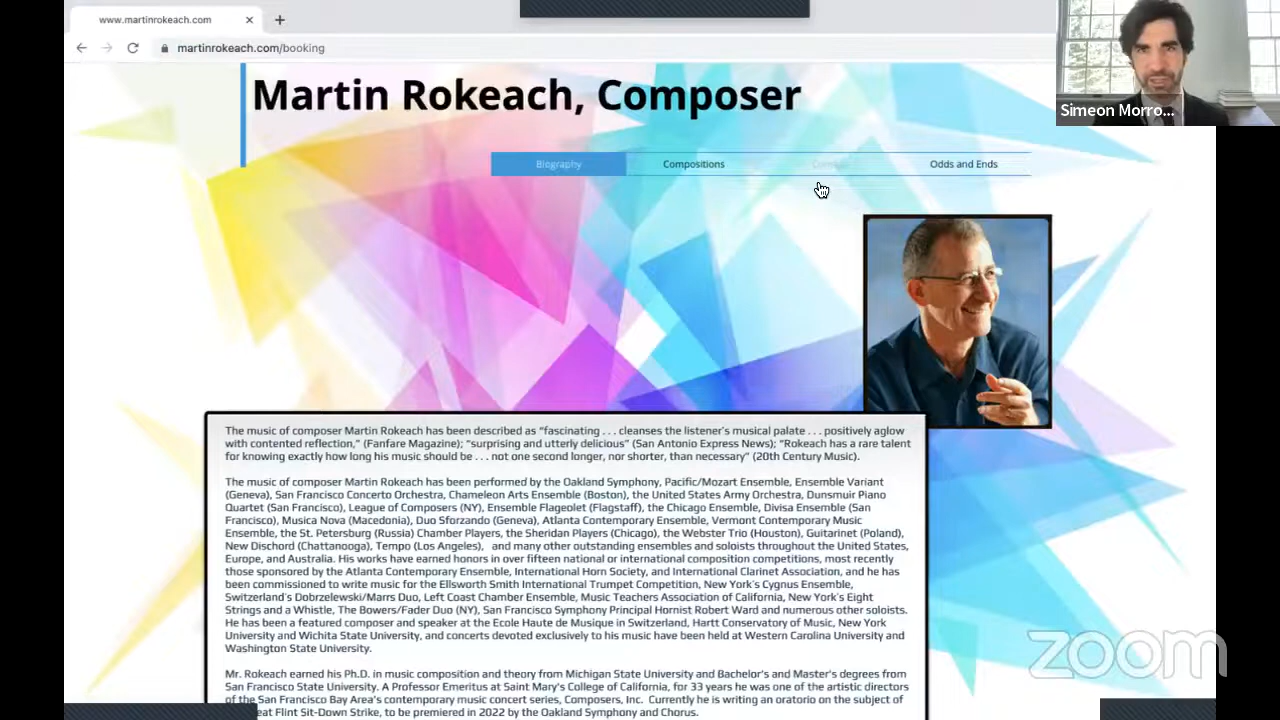 www.martinrokeach.com
martinrokeach.com/booking
Simeon Morro...
Martin Rokeach, Composer
Biography
Compositions
Odds and Ends
The music of composer Martin Rokeach has been described as “fascinating . . . cleanses the listener’s musical palate . . . positively aglow
with contented reflection,” (Fanfare Magazine); “surprising and utterly delicious” (San Antonio Express News); “Rokeach has a rare talent
for knowing exactly how long his music should be . . . not one second longer, nor shorter, than necessary” (20th Century Music).
The music of composer Martin Rokeach has been performed by the Oakland Symphony, Pacific/Mozart Ensemble, Ensemble Variant
(Geneva), San Francisco Concerto Orchestra, Chameleon Arts Ensemble (Boston), the United States Army Orchestra, Dunsmuir Piano
Quartet (San Francisco), League of Composers (NY), Ensemble Flageolet (Flagstaff), the Chicago Ensemble, Divisa Ensemble (San
Francisco), Musica Nova (Macedonia), Duo Sforzando (Geneva), Atlanta Contemporary Ensemble, Vermont Contemporary Music
Ensemble, the St. Petersburg (Russia) Chamber Players, the Sheridan Players (Chicago), the Webster Trio (Houston), Guitarinet (Poland),
New Dischord (Chattanooga), Tempo (Los Angeles), and many other outstanding ensembles and soloists throughout the United States,
Europe, and Australia. His works have earned honors in over fifteen national or international composition competitions, most recently
those sponsored by the Atlanta Contemporary Ensemble, International Horn Society, and International Clarinet Association, and he has
been commissioned to write music for the Ellsworth Smith International Trumpet Competition, New York’s Cygnus Ensemble,
Switzerland’s Dobrzelewski/Marrs Duo, Left Coast Chamber Ensemble, Music Teachers Association of California, New York’s Eight
Strings and a Whistle, The Bowers/Fader Duo (NY), San Francisco Symphony Principal Hornist Robert Ward and numerous other soloists.
He has been a featured composer and speaker at the Ecole Haute de Musique in Switzerland, Hartt Conservatory of Music, New York
University and Wichita State University, and concerts devoted exclusively to his music have been held at Western Carolina University and
Washington State University.
Mr. Rokeach earned his Ph.D. in music composition and theory from Michigan State University and Bachelor’s and Master’s degrees from
San Francisco State University. A Professor Emeritus at Saint Mary’s College of California, for 33 years he was one of the artistic directors
of the San Francisco Bay Area’s contemporary music concert series, Composers, Inc. Currently he is writing an oratorio on the subject of
eat Flint Sit-Down Strike, to be premiered in 2022 by the Oakland Symphony and Chorus.
zoom